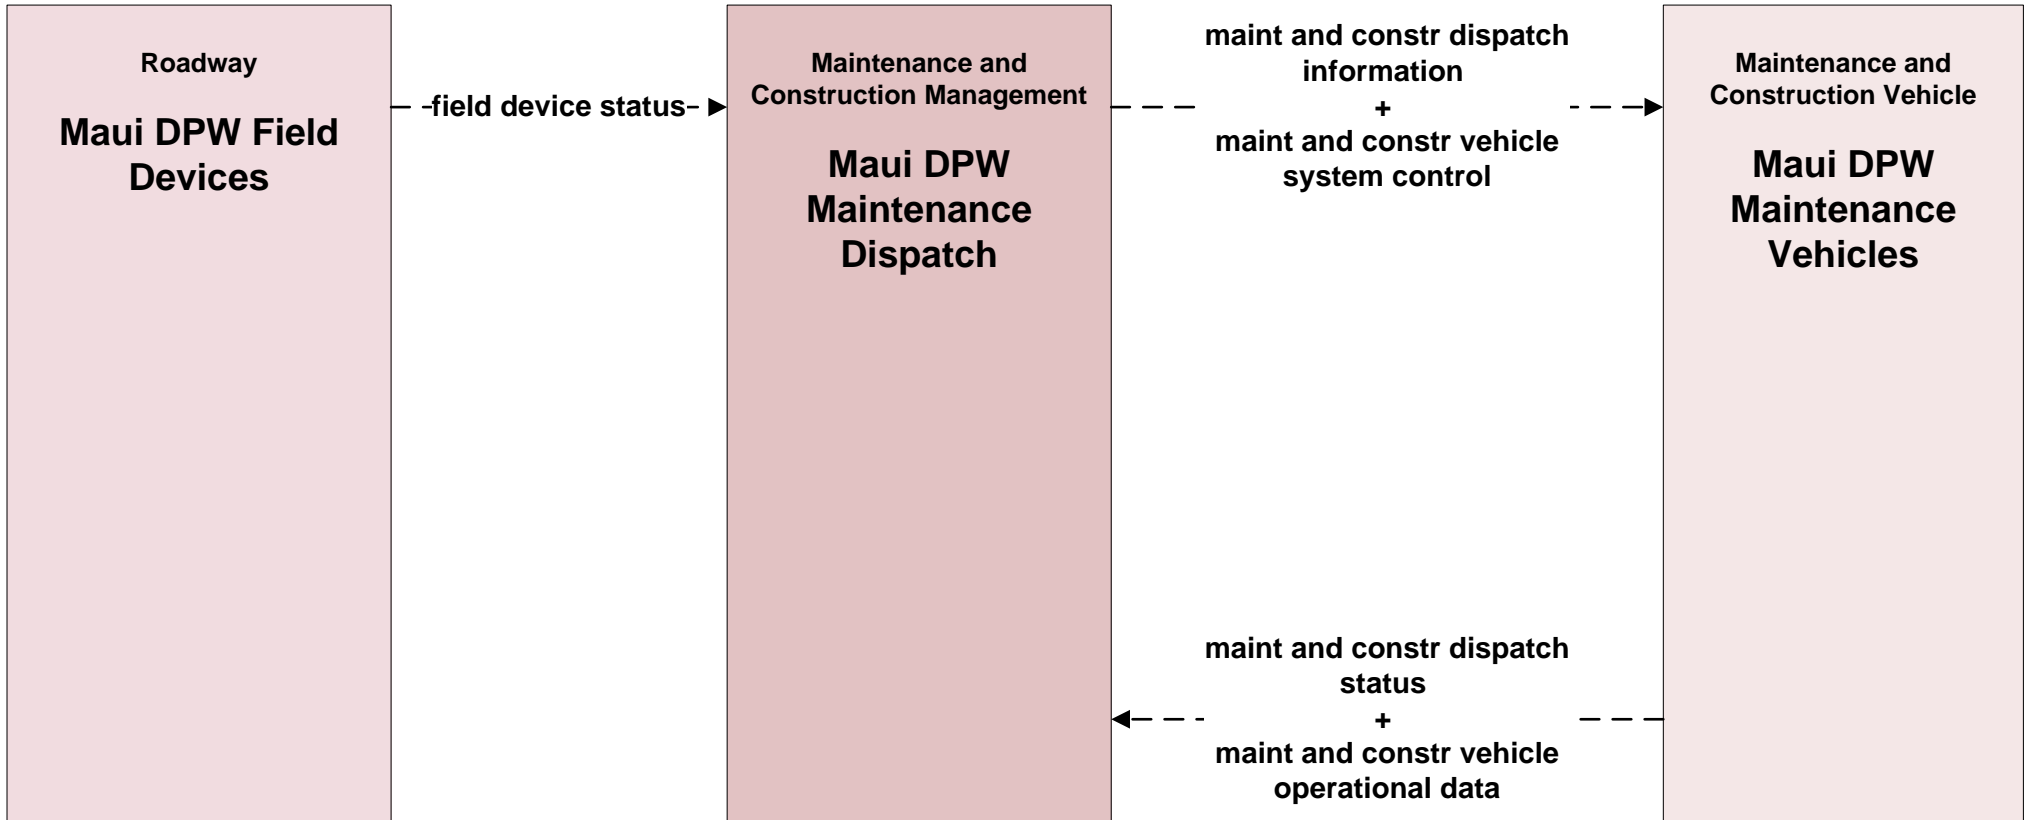 Roadway
Maui DPW Field
Devices
field device status
Maintenance and
Construction Management
Maui DPW
Maintenance
Dispatch
maint and constr dispatch
information
+
maint and constr vehicle
system control
maint and constr dispatch
status
+
maint and constr vehicle
operational data
Maintenance and
Construction Vehicle
Maui DPW
Maintenance
Vehicles